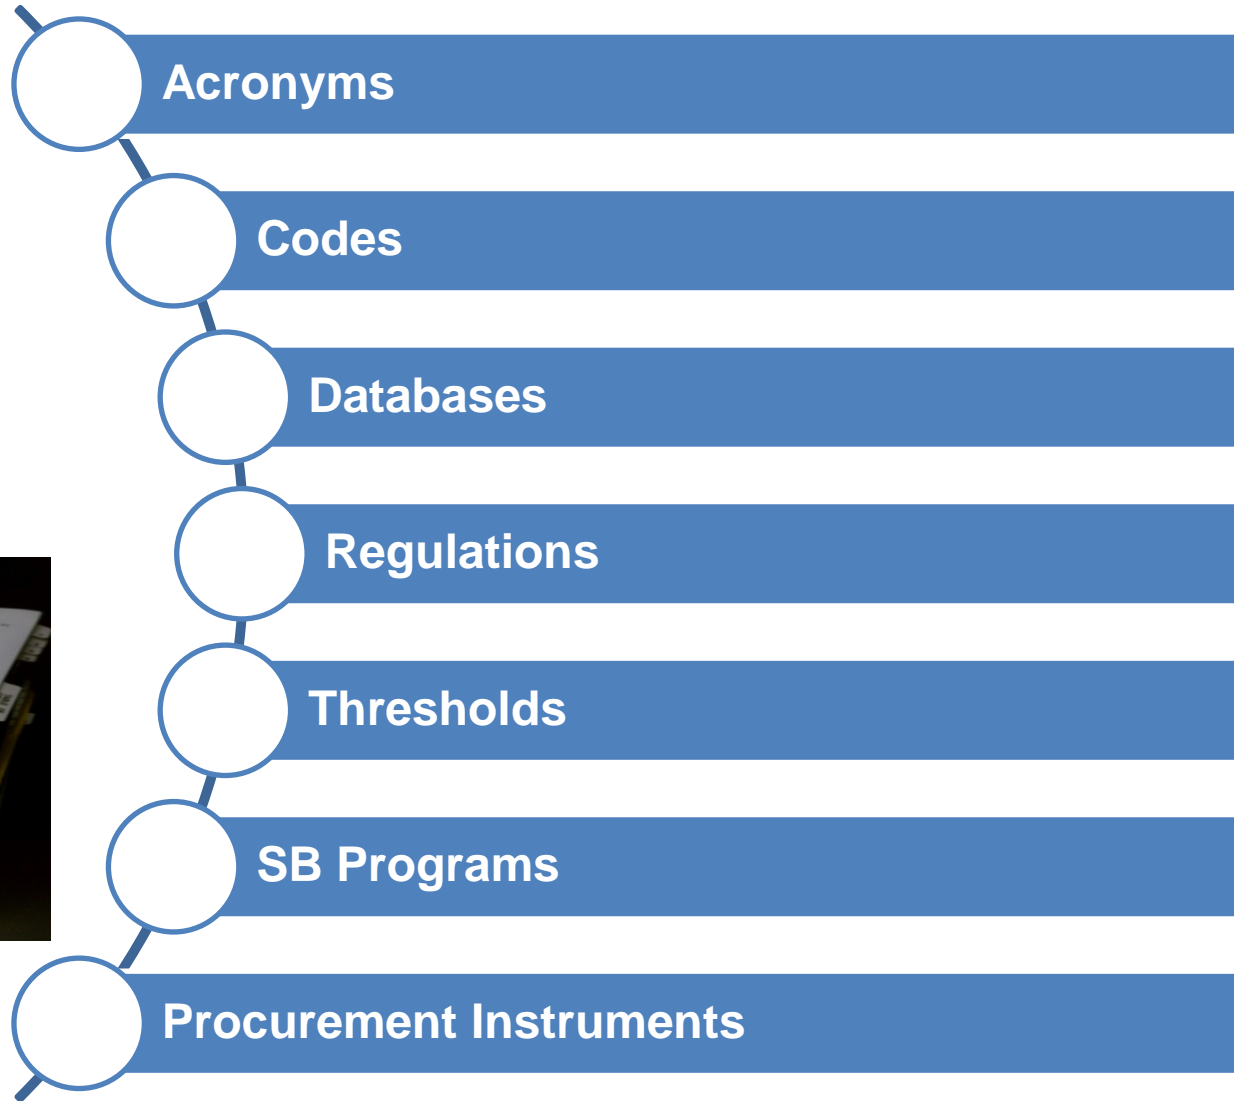 Acronyms
Codes
Databases
Regulations
Thresholds
SB Programs
Procurement Instruments